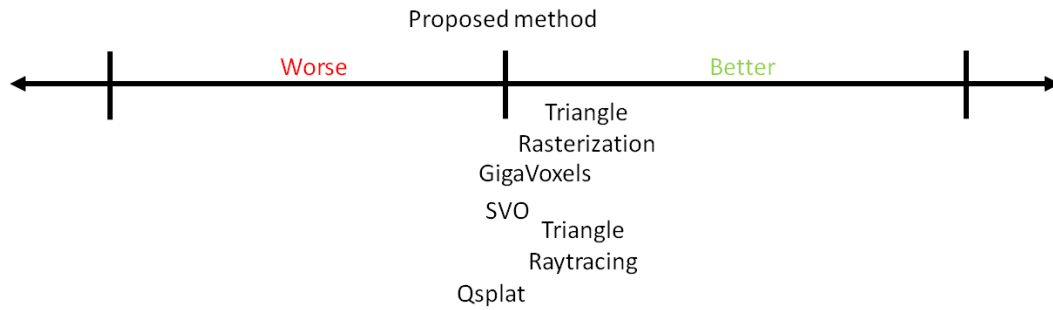 Proposed method
Worse
Better
Triangle
Rasterization
GigaVoxels
SVO
Triangle
Raytracing
Qsplat